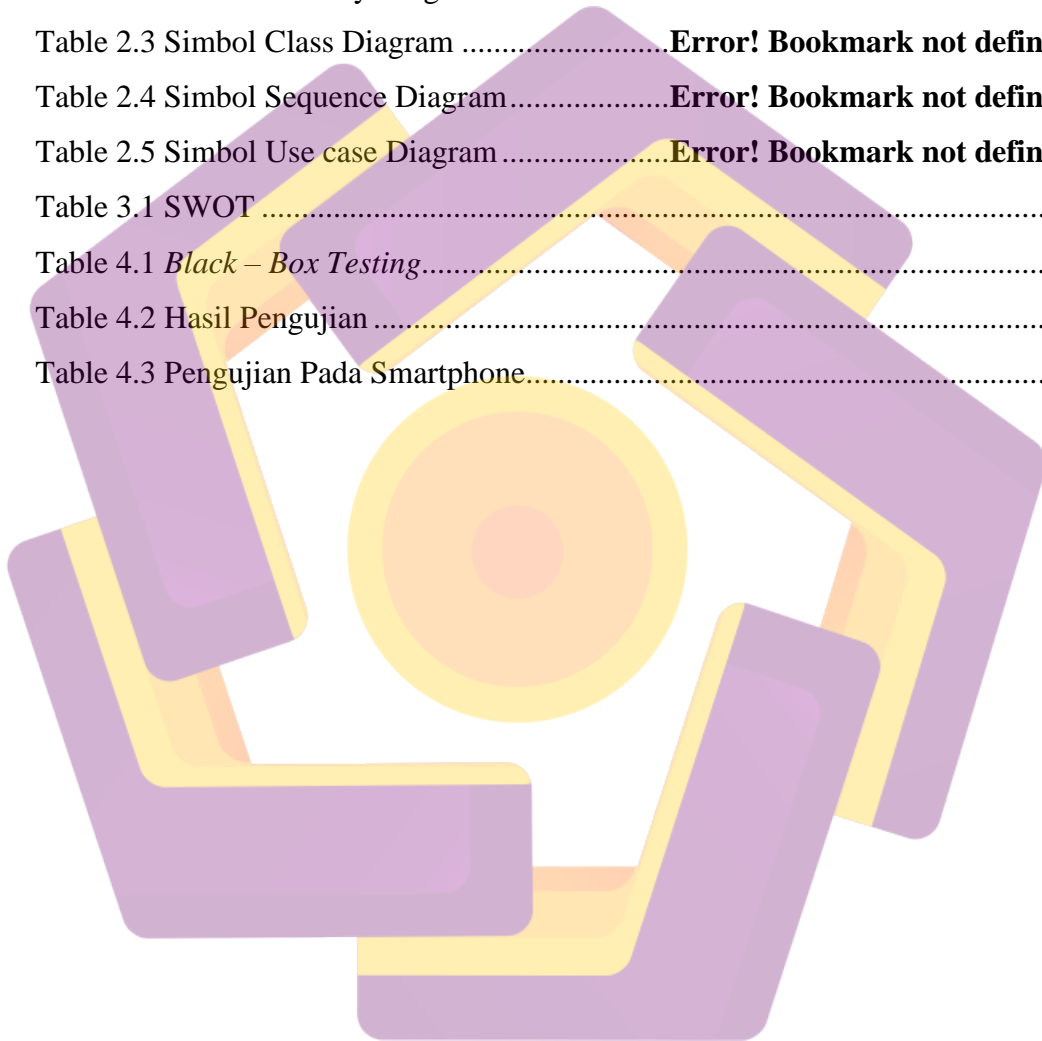 Table 2.3 Simbol Class Diagram ......................Error! Bookmark not defin
Table 2.4 Simbol Sequence Diagram.................Error! Bookmark not defin
Table 2.5 Simbol Use case Diagram..................Error! Bookmark not defin
Table 3.1 SWOT ....................................................................................
Table 4.1 Black – Box Testing..................................................................
Table 4.2 Hasil Pengujian .......................................................................
Table 4.3 Pengujian Pada Smartphone.......................................................